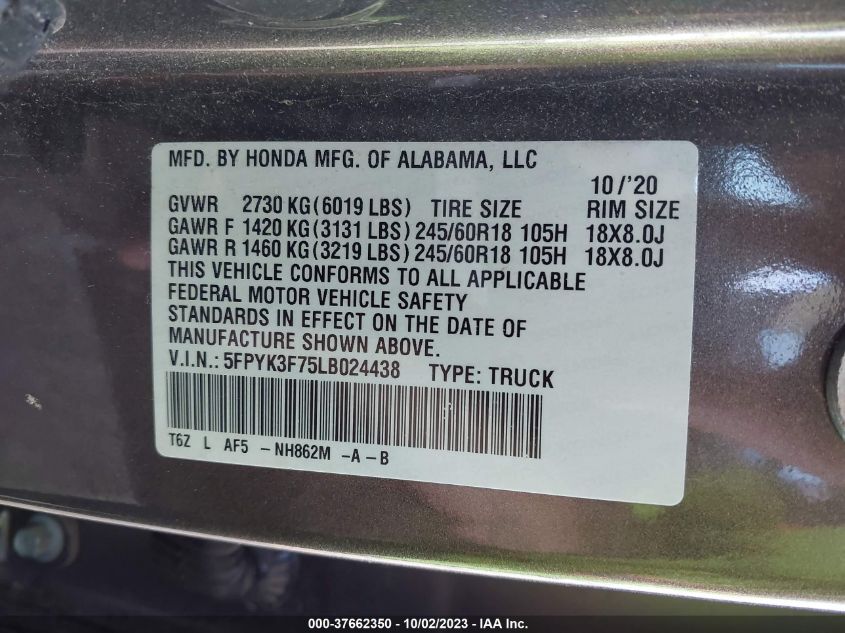 MFD. BY HONDA MFG. OF ALABAMA, LLC
10/'20
GVWR 2730 KG(6019 LBS) TIRE SIZE RIM SIZE
GAWR F 1420 KG(3131 LBS) 245/60R18 105H 18X8.0J
GAWR R 1460 KG(3219 LBS) 245/60R18 105H 18X8.0J
THIS VEHICLE CONFORMS TO ALL APPLICABLE
FEDERAL MOTOR VEHICLE SAFETY
STANDARDS IN EFFECT ON THE DATE OF
MANUFACTURE SHOWN ABOVE.
V.I.N.: 5FPYK3F75LB024438 TYPE: TRUCK
T6Z L AF5 -NH862M -A-B
000-37662350 - 10/02/2023 - IAA Inc.